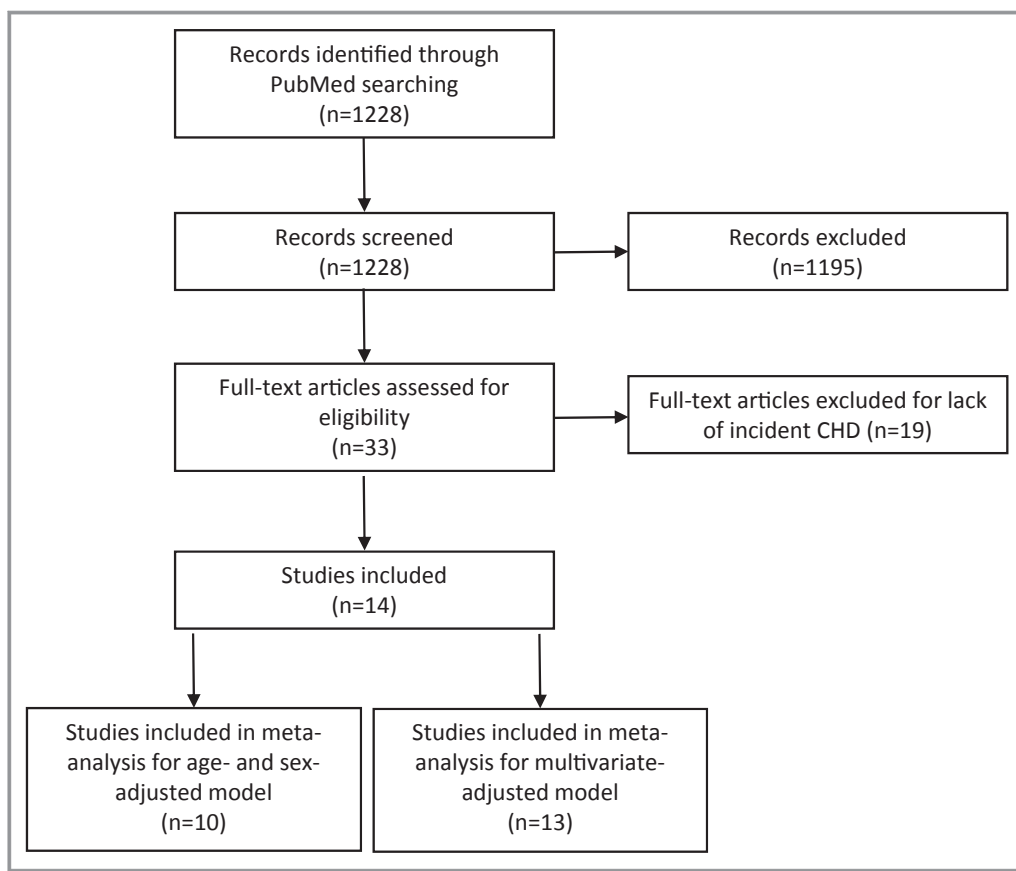 Records identified through
PubMed searching
(n=1228)
Records screened
(n=1228)
Records excluded
(n=1195)
Full-text articles assessed for
eligibility
(n=33)
Full-text articles excluded for lack
of incident CHD (n=19)
Studies included
(n=14)
Studies included in meta-
analysis for age- and sex-
adjusted model
(n=10)
Studies included in meta-
analysis for multivariate-
adjusted model
(n=13)